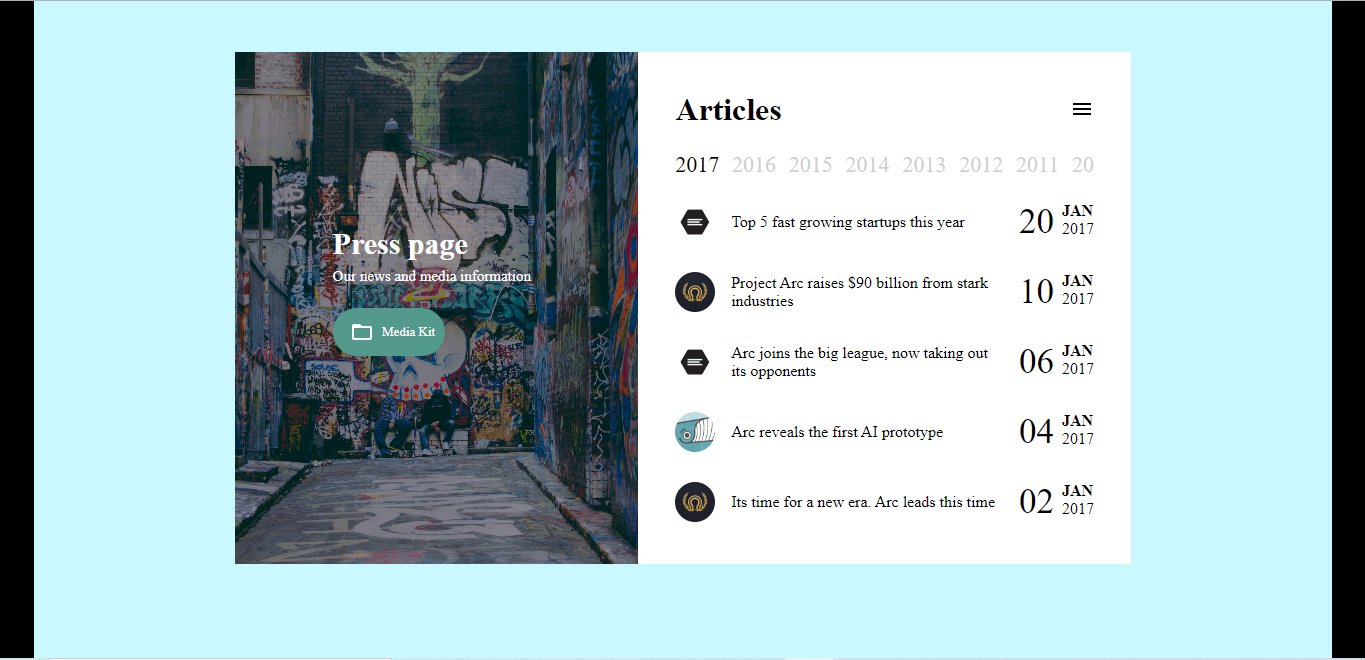 Press page
Our news and media information
Media Kit
Articles
2017 2016 2015 2014 2013 2012 2011 20
Top 5 fast growing startups this year
20 JAN
2017
Project Arc raises $90 billion from stark
industries
10 JAN
2017
Arc joins the big league, now taking out
its opponents
06 JAN
2017
Arc reveals the first AI prototype
04 JAN
2017
Its time for a new era. Arc leads this time
02 JAN
2017